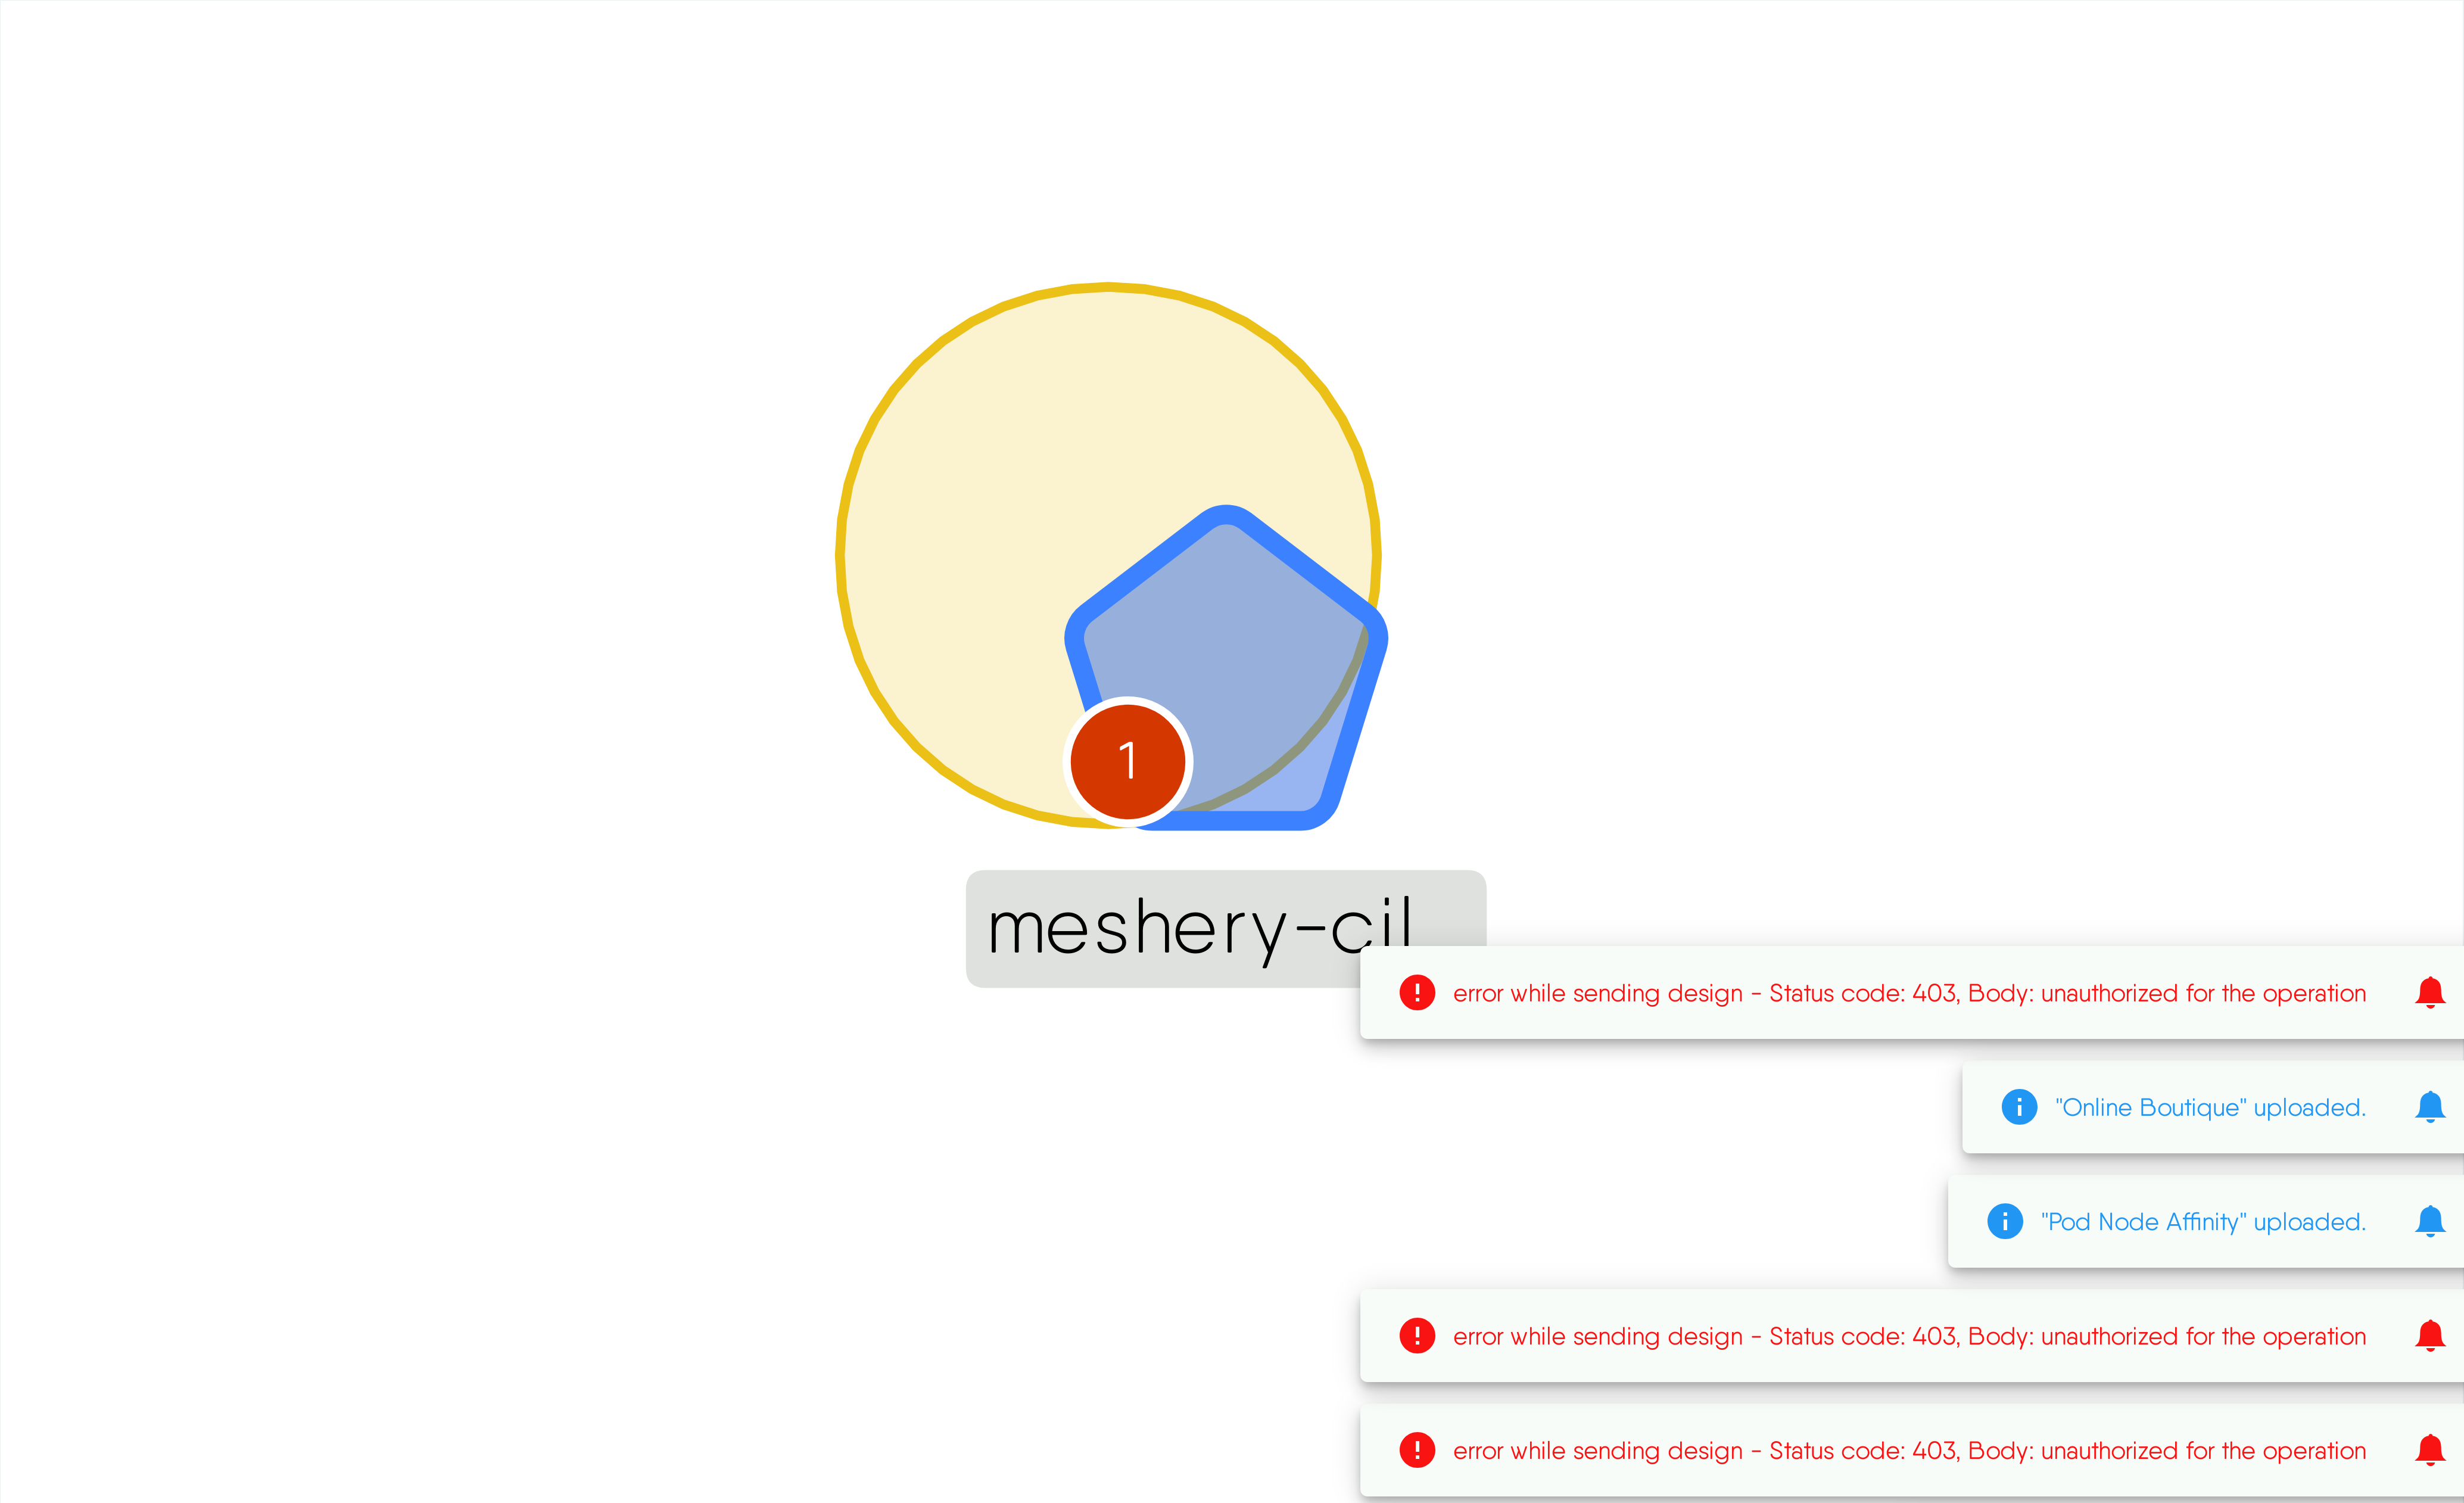 1
meshery-cil
error while sending design - Status code: 403, Body: unauthorized for the operation
"Online Boutique" uploaded.
"Pod Node Affinity" uploaded.
error while sending design - Status code: 403, Body: unauthorized for the operation
error while sending design - Status code: 403, Body: unauthorized for the operation